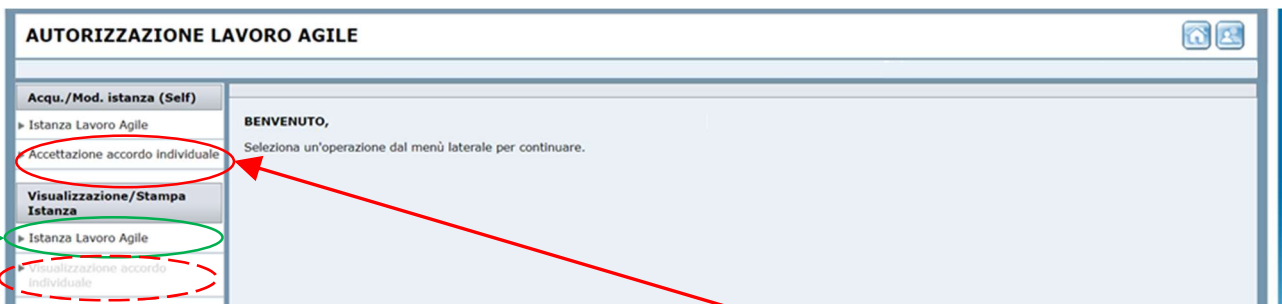 AUTORIZZAZIONE LAVORO AGILE
Acqu./Mod. istanza (Self)
Istanza Lavoro Agile
Accettazione accordo individuale
Visualizzazione/Stampa
Istanza
Istanza Lavoro Agile
Visualizzazione accordo
individuale
BENVENUTO,
Seleziona un'operazione dal menù laterale per continuare.